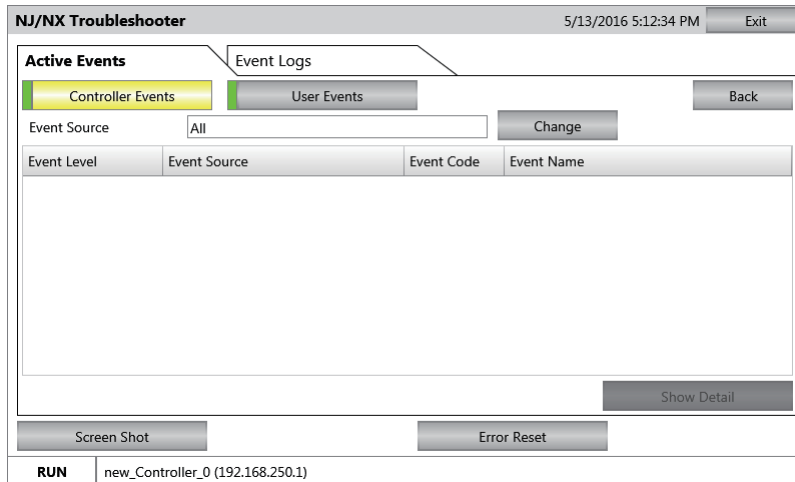 NJ/NX Troubleshooter 5/13/2016 5:12:34 PM Exit
Active Events Event Logs
Controller Events User Events Back
Event Source All Change
Event Level Event Source Event Code Event Name
Show Detail
Screen Shot Error Reset
RUN new_Controller_0 (192.168.250.1)